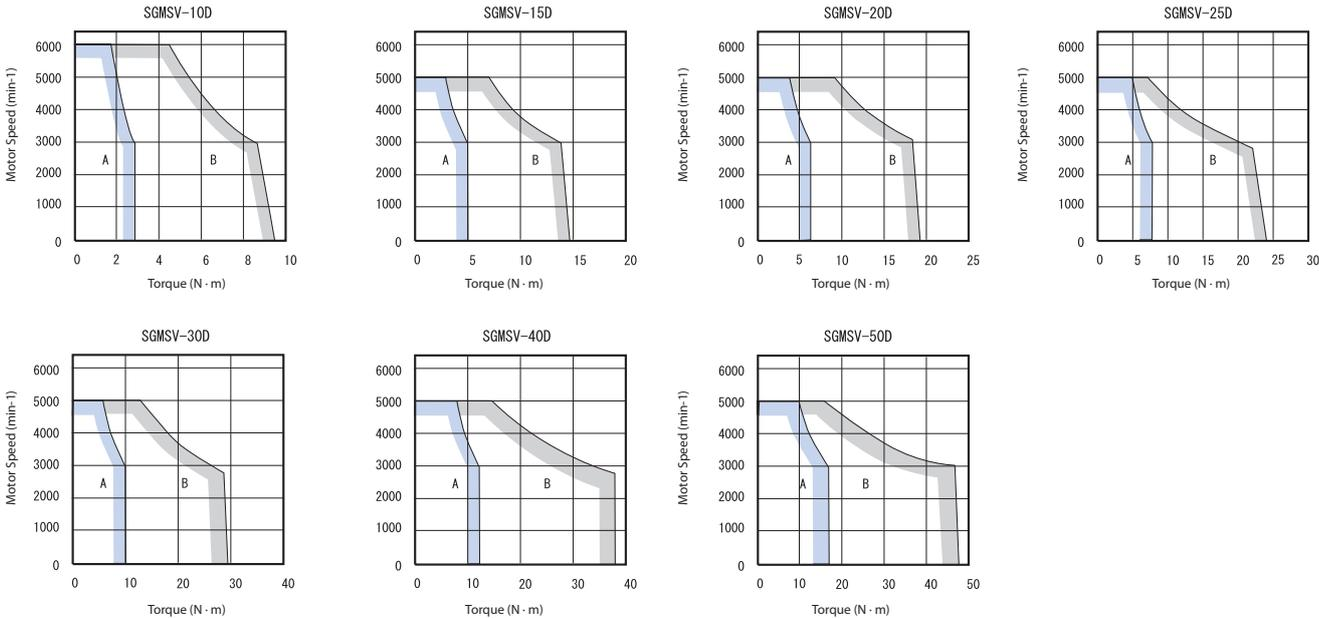 SGMSV-10D
Motor Speed (min-1)
6000
5000
4000
3000
2000
1000
0
A
B
0 2 4 6 8 10
Torque (N · m)
SGMSV-15D
6000
5000
4000
3000
2000
1000
0
A
B
0 5 10 15 20
Torque (N · m)
SGMSV-20D
Motor Speed (min-1)
6000
5000
4000
3000
2000
1000
0
A
B
0 5 10 15 20 25
Torque (N · m)
SGMSV-25D
Motor Speed (min-1)
6000
5000
4000
3000
2000
1000
0
A
B
0 5 10 15 20 25 30
Torque (N · m)
SGMSV-30D
Motor Speed (min-1)
6000
5000
4000
3000
2000
1000
0
A
B
0 10 20 30 40
Torque (N · m)
SGMSV-40D
6000
5000
4000
3000
2000
1000
0
A
B
0 10 20 30 40
Torque (N · m)
SGMSV-50D
Motor Speed (min-1)
6000
5000
4000
3000
2000
1000
0
A
B
0 10 20 30 40 50
Torque (N · m)